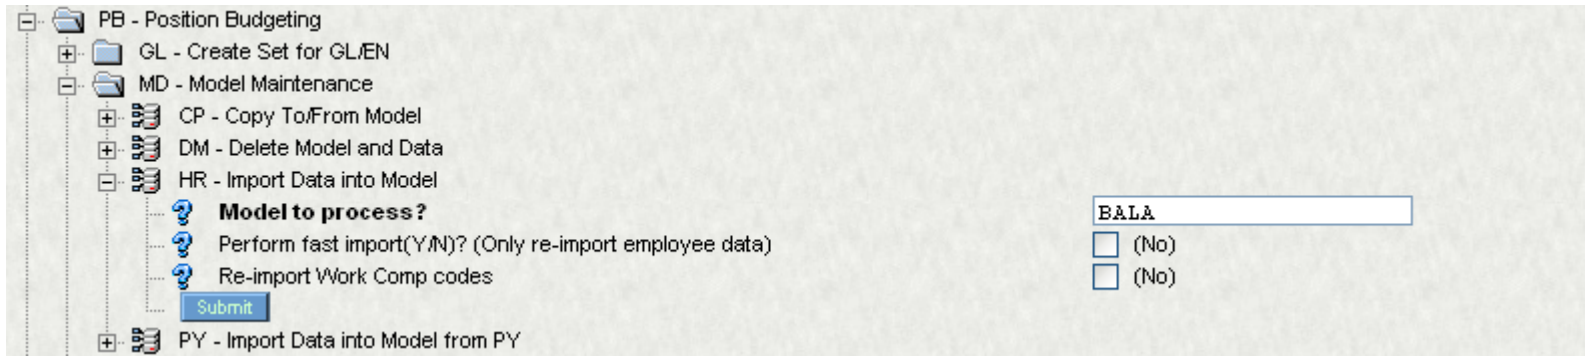 PB - Position Budgeting
GL - Create Set for GL/EN
MD - Model Maintenance
CP - Copy To/From Model
DM - Delete Model and Data
HR - Import Data into Model
Model to process? BALA
Perform fast import(Y/N)? (Only re-import employee data) (No)
Re-import Work Comp codes (No)
Submit
PY - Import Data into Model from PY